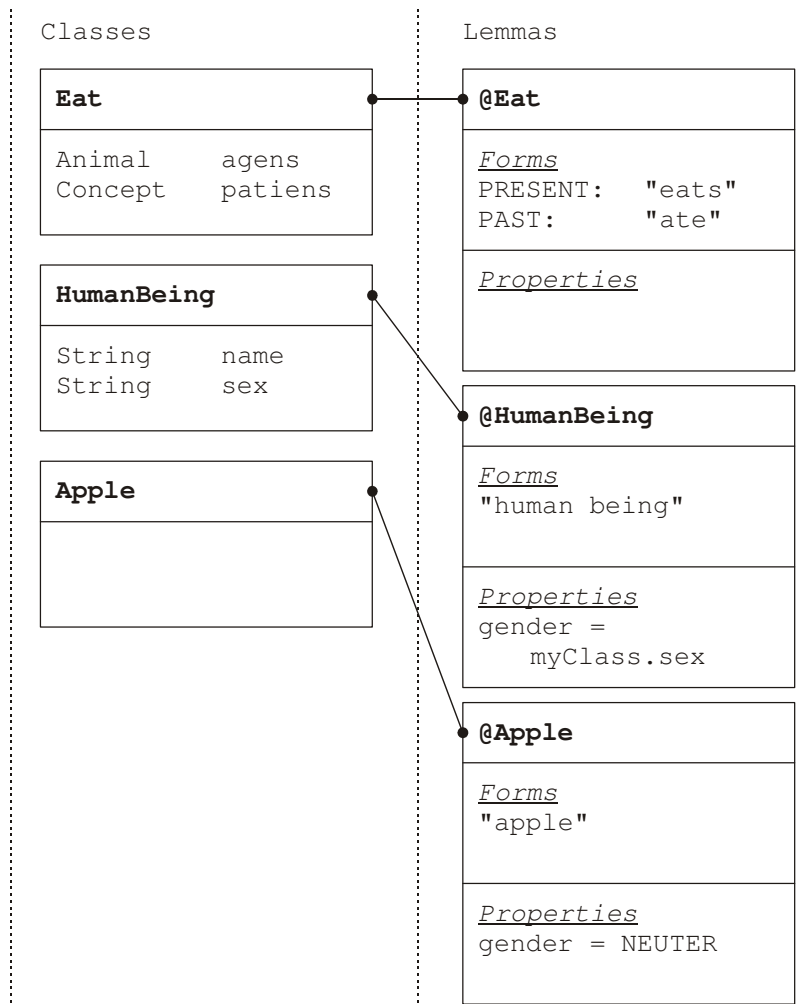 Classes
Eat
Animal agens
Concept patiens
HumanBeing
String name
String sex
Apple
Lemmas
@Eat
Forms
PRESENT: "eats"
PAST: "ate"
Properties
@HumanBeing
Forms
"human being"
Properties
gender =
myClass.sex
@Apple
Forms
"apple"
Properties
gender = NEUTER